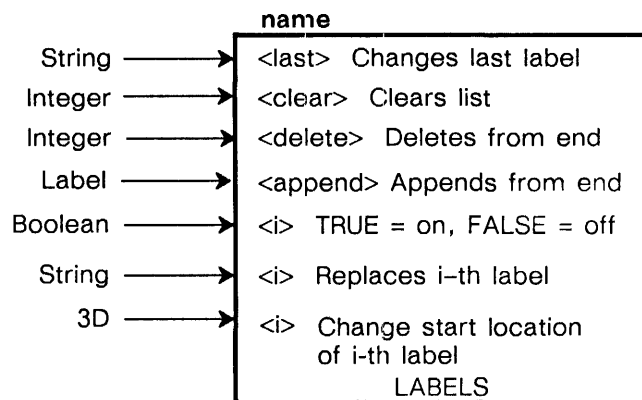 name
String <last> Changes last label
Integer <clear> Clears list
Integer <delete> Deletes from end
Label <append> Appends from end
Boolean <i> TRUE = on, FALSE = off
String <i> Replaces i-th label
3D <i> Change start location
of i-th label
LABELS